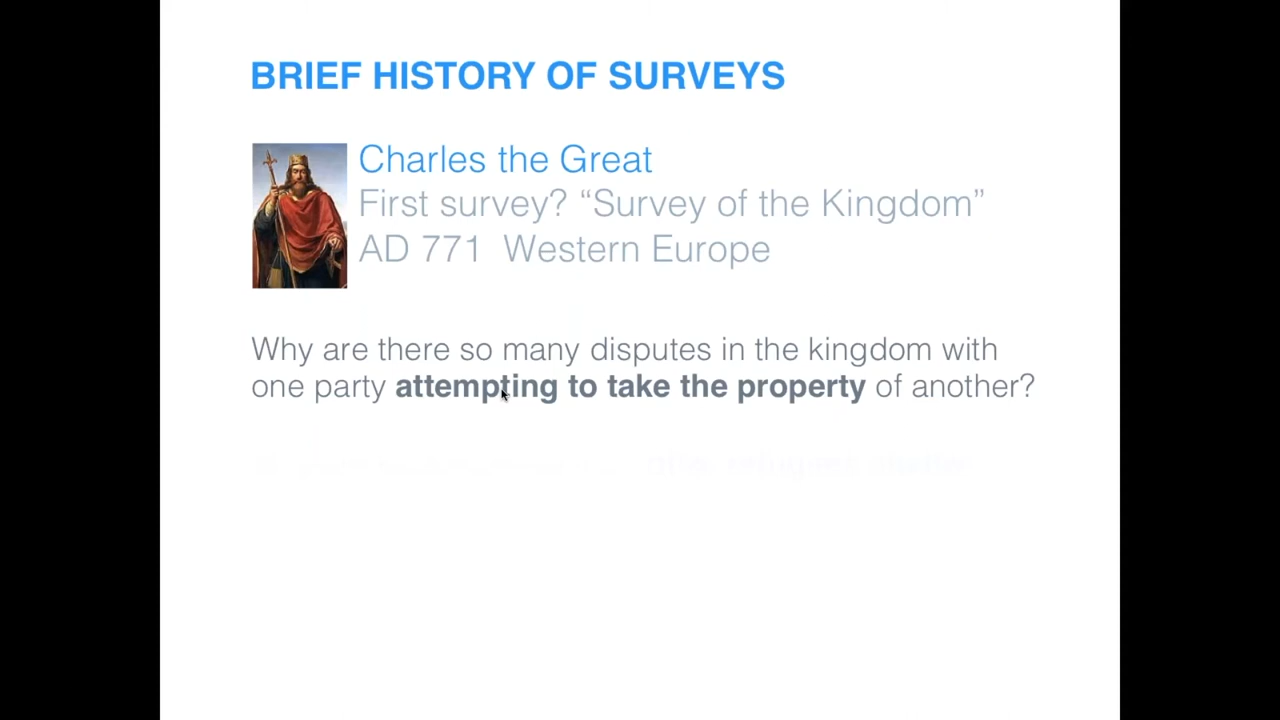 BRIEF HISTORY OF SURVEYS
Charles the Great
First survey? “Survey of the Kingdom”
AD 771 Western Europe
Why are there so many disputes in the kingdom with
one party attempting to take the property of another?